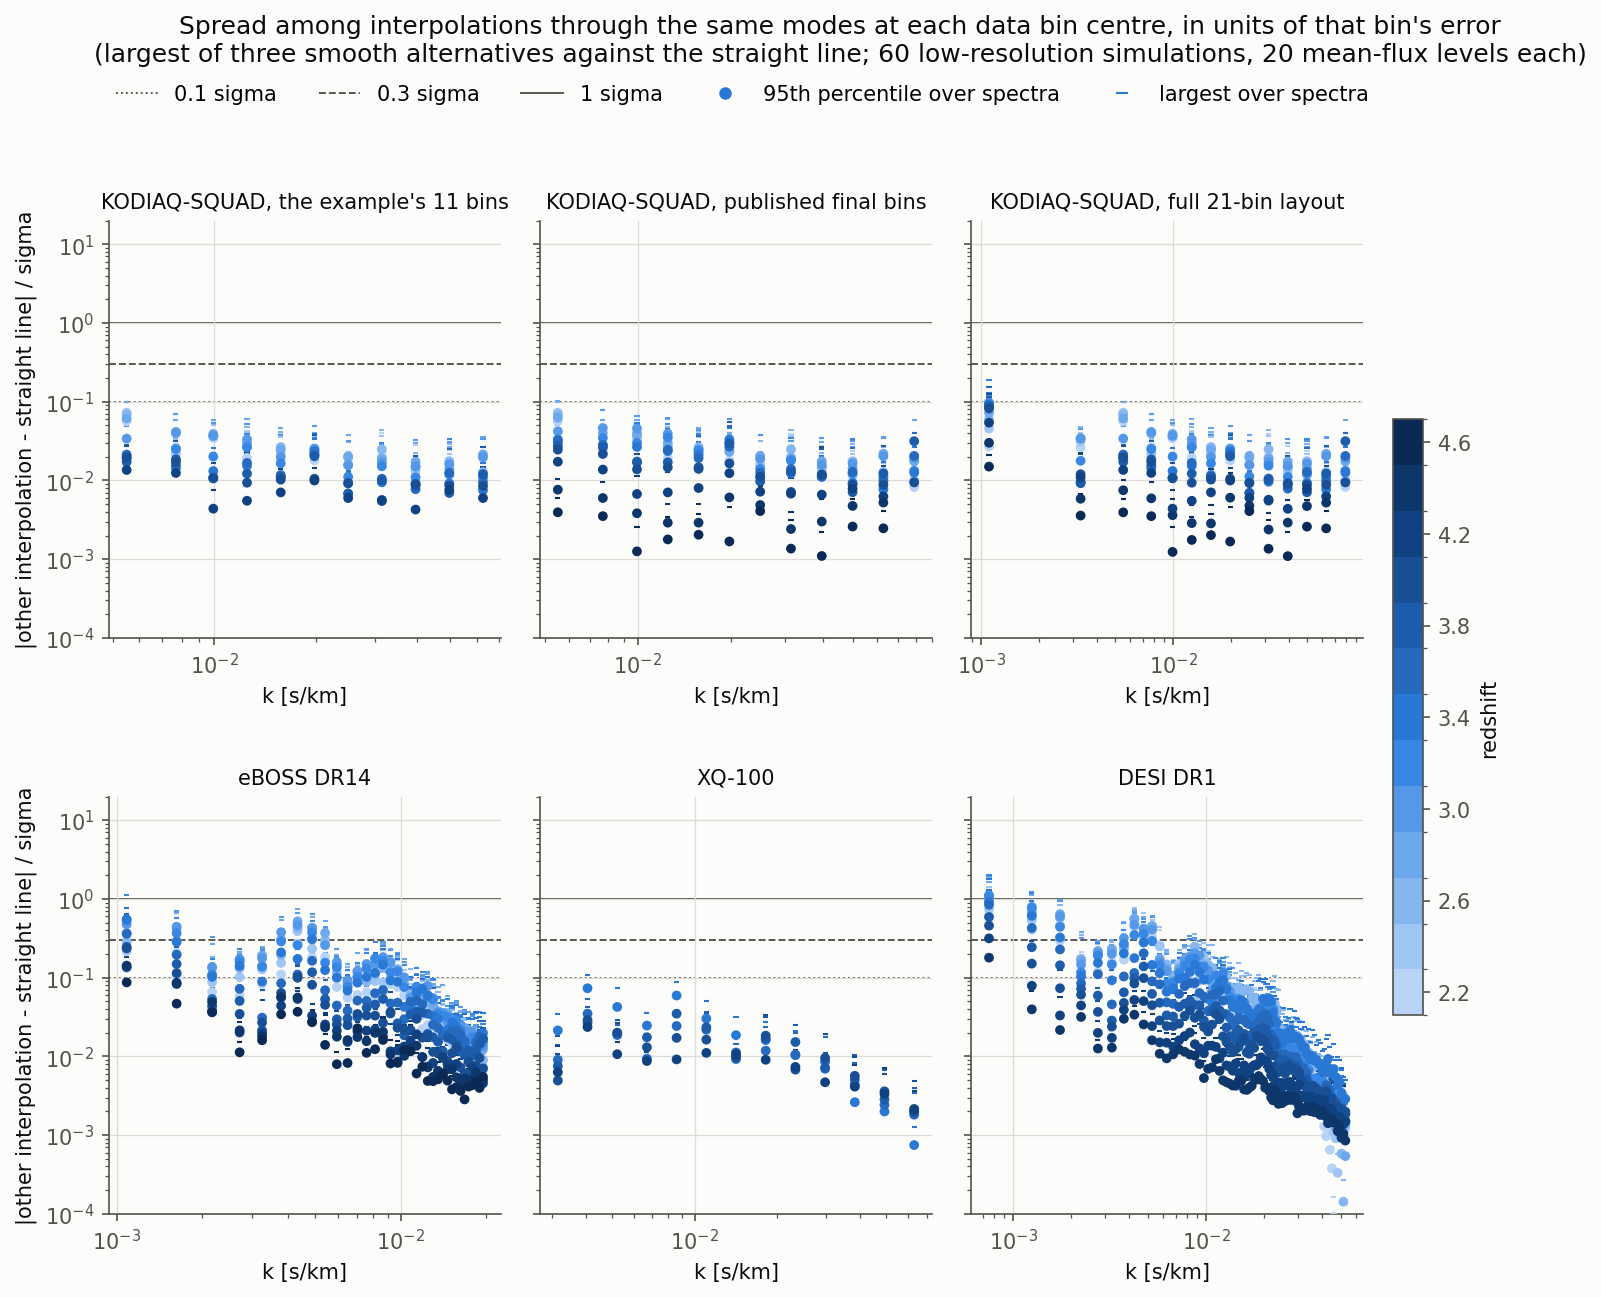 Spread among interpolations through the same modes at each data bin centre, in units of that bin's error
(largest of three smooth alternatives against the straight line; 60 low-resolution simulations, 20 mean-flux levels each)
0.1 sigma
0.3 sigma
1 sigma
95th percentile over spectra
largest over spectra
KODIAQ-SQUAD, the example's 11 bins
KODIAQ-SQUAD, published final bins
KODIAQ-SQUAD, full 21-bin layout
|other interpolation - straight line| / sigma
10¹
10⁰
10⁻¹
10⁻²
10⁻³
10⁻⁴
10⁻²
10⁻²
10⁻³
10⁻²
k [s/km]
k [s/km]
k [s/km]
4.6
4.2
3.8
3.4
3.0
2.6
2.2
redshift
eBOSS DR14
XQ-100
DESI DR1
|other interpolation - straight line| / sigma
10¹
10⁰
10⁻¹
10⁻²
10⁻³
10⁻⁴
10⁻³
10⁻²
10⁻²
10⁻³
10⁻²
k [s/km]
k [s/km]
k [s/km]